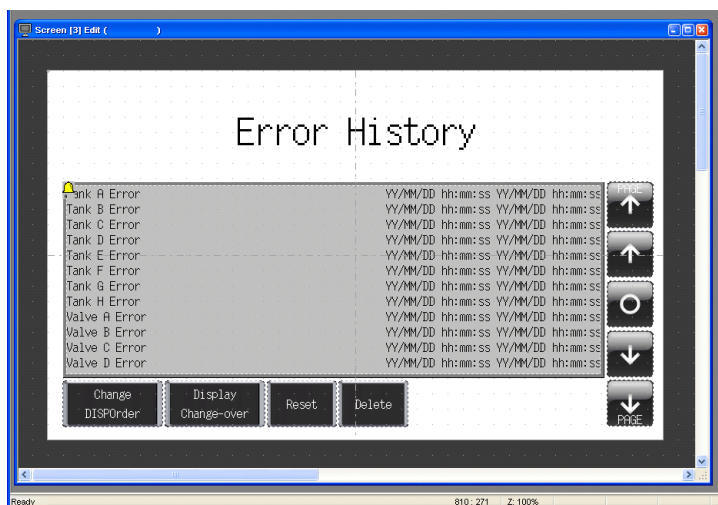 Screen [3] Edit ( )
Error History
Tank A Error YY/MM/DD hh:mm:ss YY/MM/DD hh:mm:ss
Tank B Error YY/MM/DD hh:mm:ss YY/MM/DD hh:mm:ss
Tank C Error YY/MM/DD hh:mm:ss YY/MM/DD hh:mm:ss
Tank D Error YY/MM/DD hh:mm:ss YY/MM/DD hh:mm:ss
Tank E Error YY/MM/DD hh:mm:ss YY/MM/DD hh:mm:ss
Tank F Error YY/MM/DD hh:mm:ss YY/MM/DD hh:mm:ss
Tank G Error YY/MM/DD hh:mm:ss YY/MM/DD hh:mm:ss
Tank H Error YY/MM/DD hh:mm:ss YY/MM/DD hh:mm:ss
Valve A Error YY/MM/DD hh:mm:ss YY/MM/DD hh:mm:ss
Valve B Error YY/MM/DD hh:mm:ss YY/MM/DD hh:mm:ss
Valve C Error YY/MM/DD hh:mm:ss YY/MM/DD hh:mm:ss
Valve D Error YY/MM/DD hh:mm:ss YY/MM/DD hh:mm:ss
PAGE
PAGE
Change
DISPOrder
Display
Change-over
Reset
Delete
Ready
810 : 271 Z: 100%